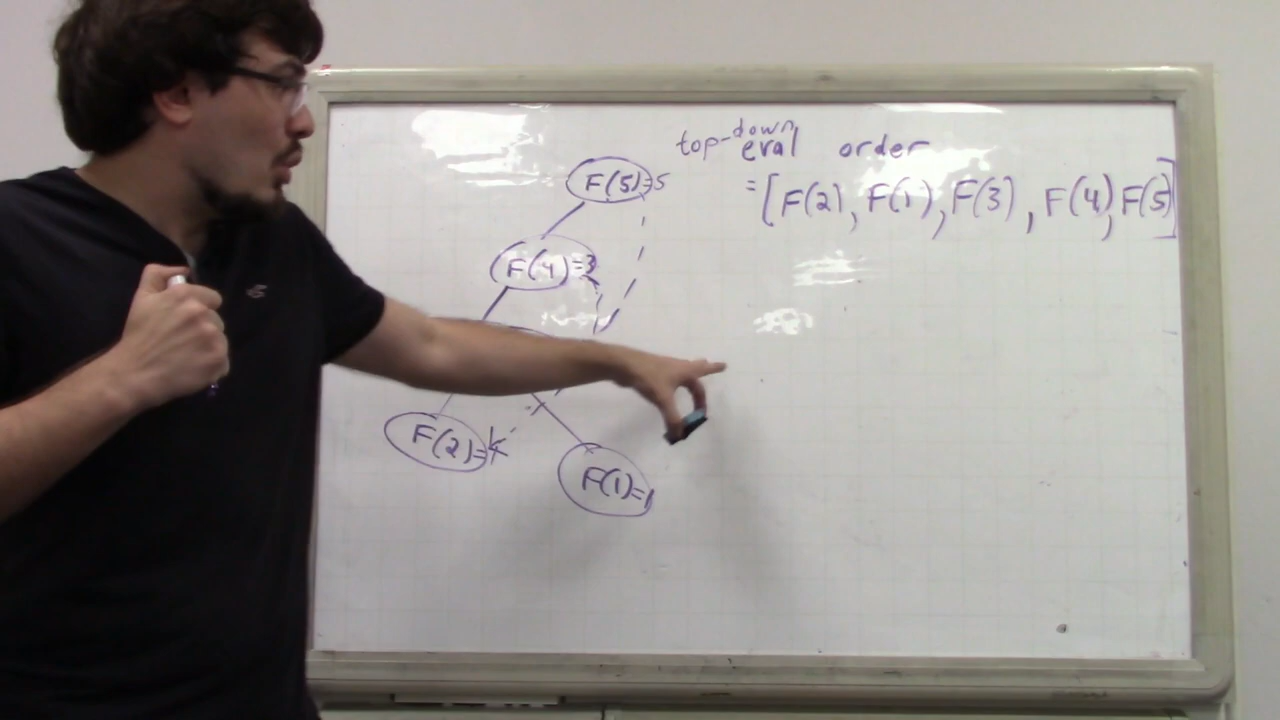 top-down
eval order
=[F(2), F(1), F(3), F(4), F(5)]
F(5)=5
F(4)=3
F(2)=1
F(1)=1